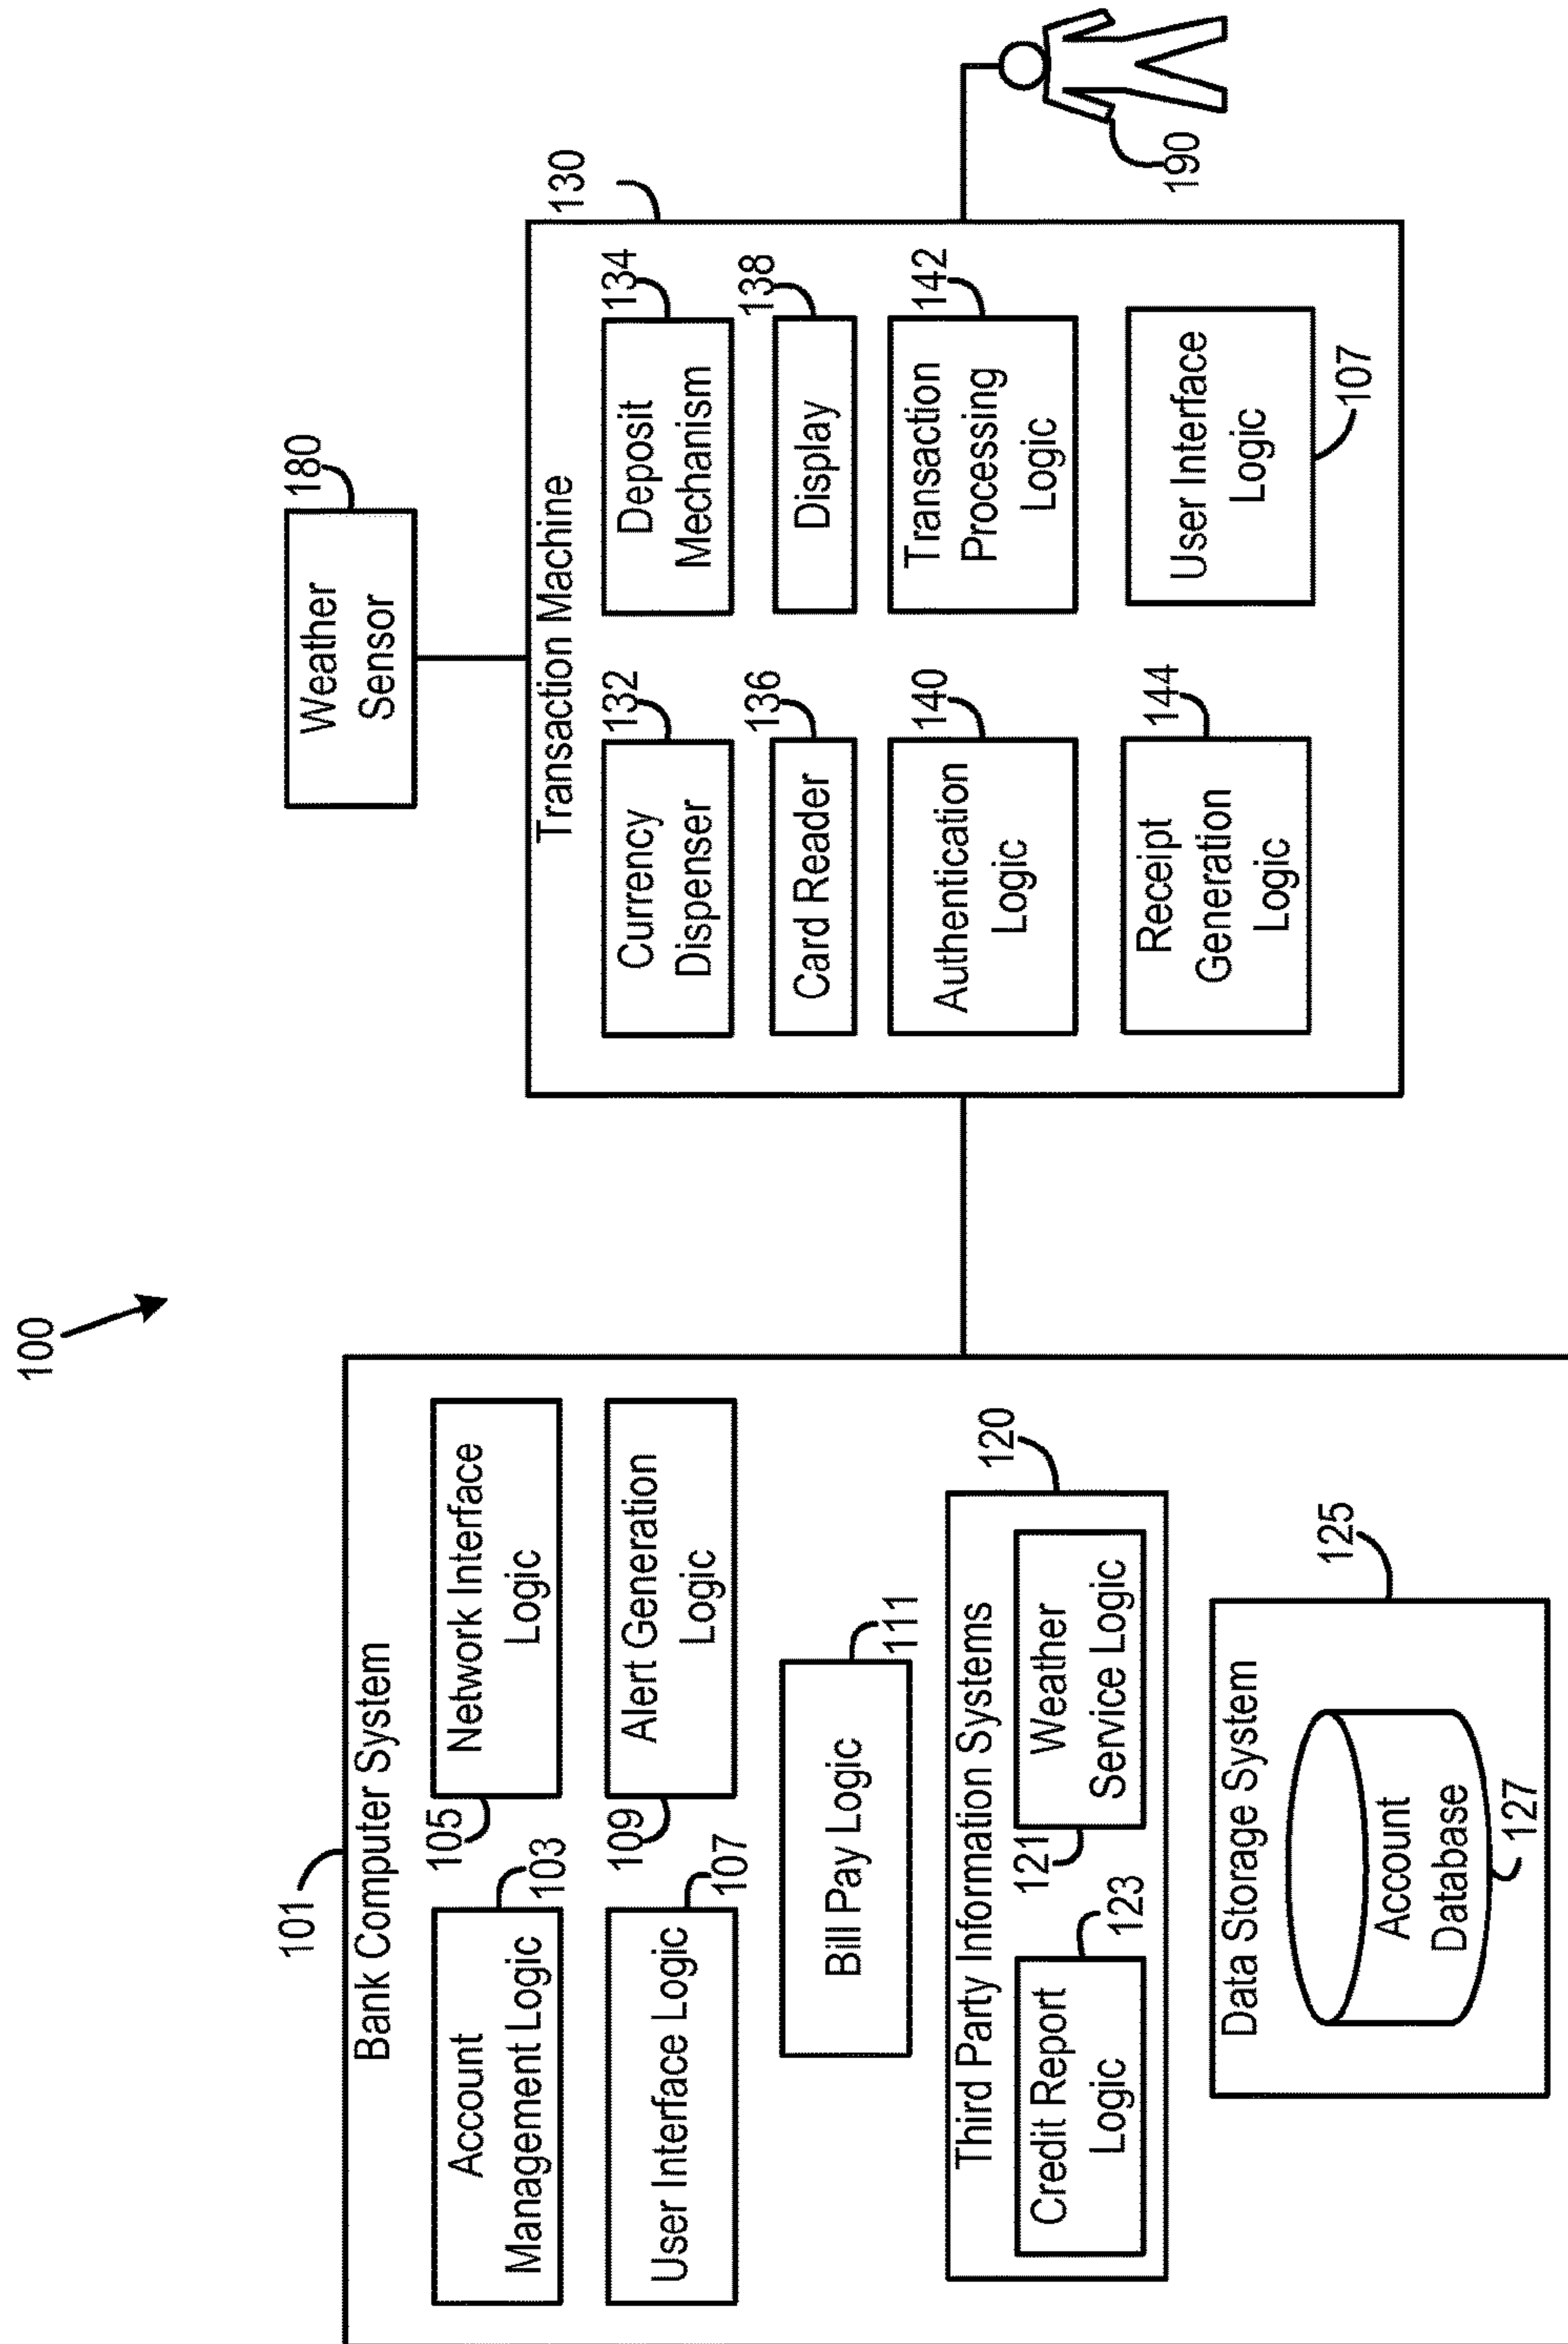 100
101
Bank Computer System
Account
Management Logic
103
105
Network Interface
Logic
User Interface Logic
107
109
Alert Generation
Logic
Bill Pay Logic
111
Third Party Information Systems
120
Credit Report
Logic
123
121
Weather
Service Logic
Data Storage System
125
Account
Database
127
Weather
Sensor
180
Transaction Machine
130
Currency
Dispenser
132
Deposit
Mechanism
134
Card Reader
136
Display
138
Authentication
Logic
140
Transaction
Processing
Logic
142
Receipt
Generation
Logic
144
User Interface
Logic
107
190